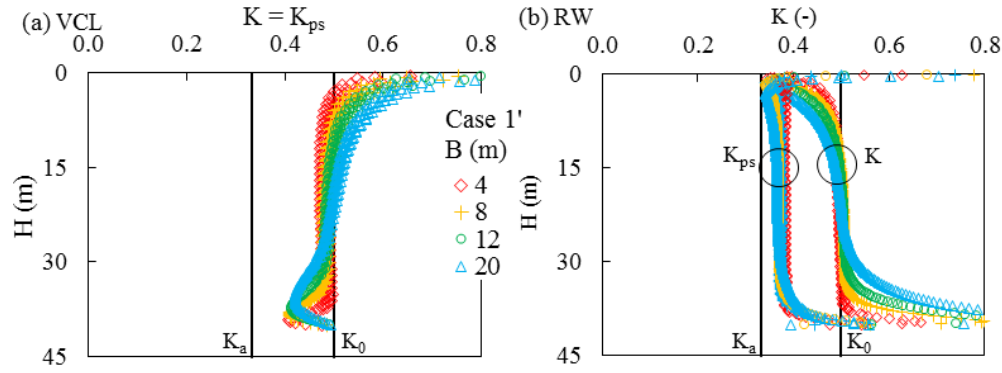 (a) VCL
K = Kps
0.0 0.2 0.4 0.6 0.8
0
15
30
45
H (m)
Case 1'
B (m)
4
8
12
20
Ka
K0
(b) RW
K (-)
0.0 0.2 0.4 0.6 0.8
0
15
30
45
H (m)
Kps
K
Ka
K0